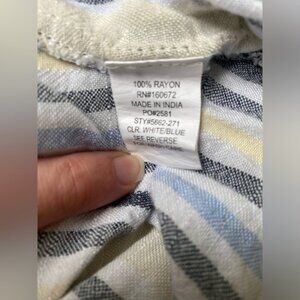 100% RAYON
RN#160672
MADE IN INDIA
PO#2581
STY#5662-271
CLR. WHITE/BLUE
SEE REVERSE